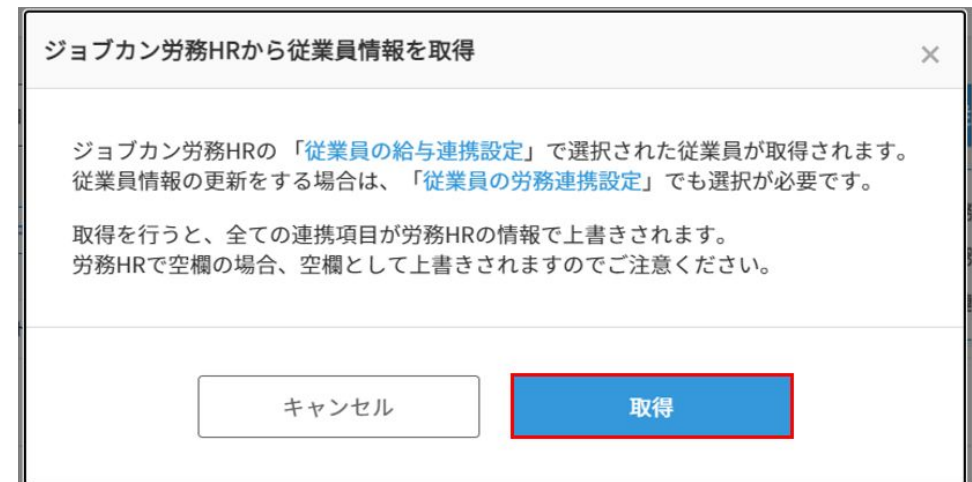 ジョブカン労務HRから従業員情報を取得
×
ジョブカン労務HRの「従業員の給与連携設定」で選択された従業員が取得されます。
従業員情報の更新をする場合は、「従業員の労務連携設定」でも選択が必要です。
取得を行うと、全ての連携項目が労務HRの情報で上書きされます。
労務HRで空欄の場合、空欄として上書きされますのでご注意ください。
キャンセル
取得